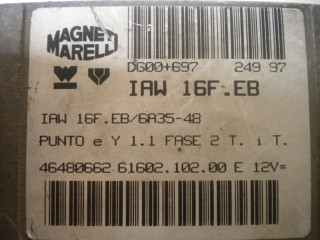 MAGNETI
MARELLI
DG00+697 249 97
IAW 16F.EB
IAW 16F.EB/6A35-48
PUNTO e Y 1.1 FASE 2 T. i T.
46480662 61602.102.00 E 12V=